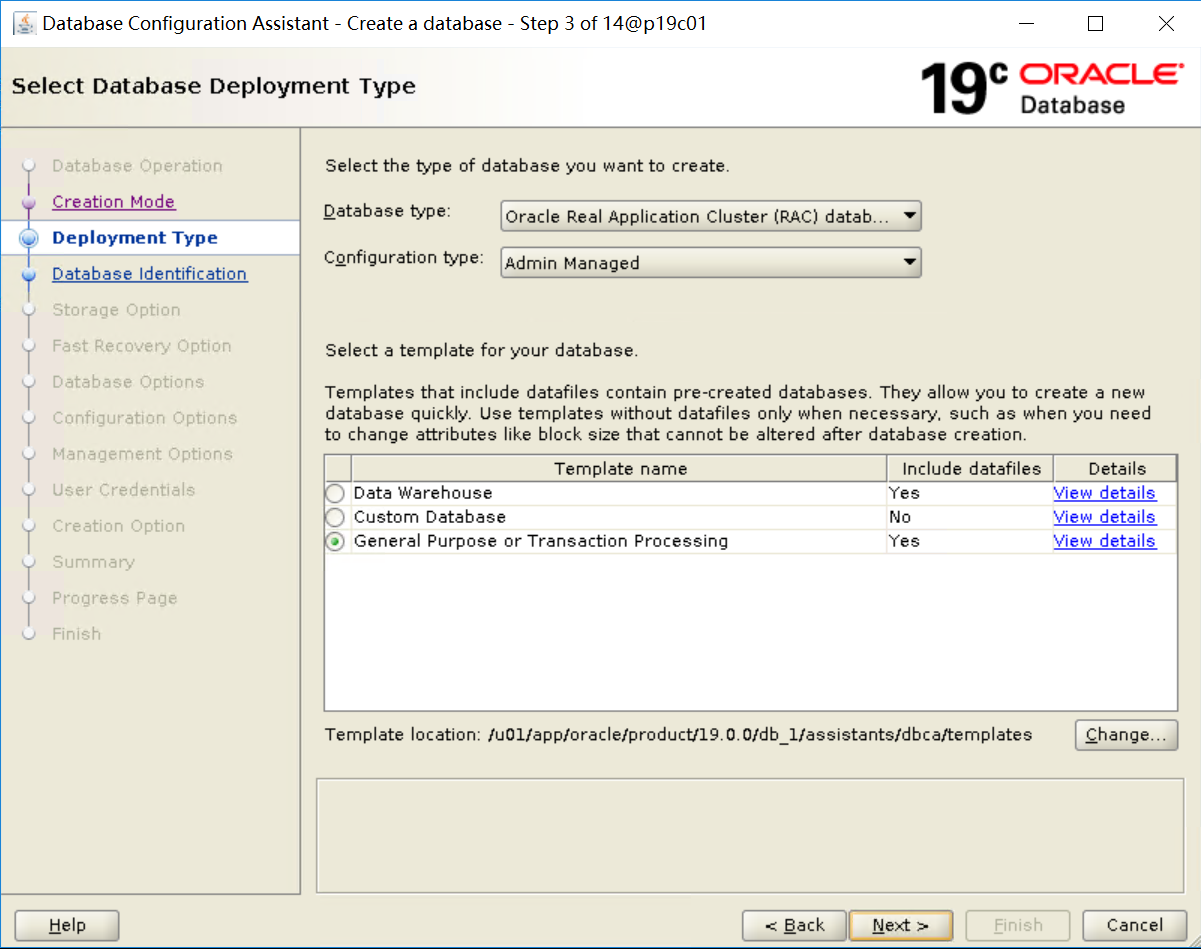 Database Configuration Assistant - Create a database - Step 3 of 14@p19c01
Select Database Deployment Type
19c ORACLE
Database
Database Operation
Creation Mode
Deployment Type
Database Identification
Storage Option
Fast Recovery Option
Database Options
Configuration Options
Management Options
User Credentials
Creation Option
Summary
Progress Page
Finish
Select the type of database you want to create.
Database type: Oracle Real Application Cluster (RAC) datab...
Configuration type: Admin Managed
Select a template for your database.
Templates that include datafiles contain pre-created databases. They allow you to create a new
database quickly. Use templates without datafiles only when necessary, such as when you need
to change attributes like block size that cannot be altered after database creation.
Template name Include datafiles Details
Data Warehouse Yes View details
Custom Database No View details
General Purpose or Transaction Processing Yes View details
Template location: /u01/app/oracle/product/19.0.0/db_1/assistants/dbca/templates Change...
Help < Back Next > Finish Cancel